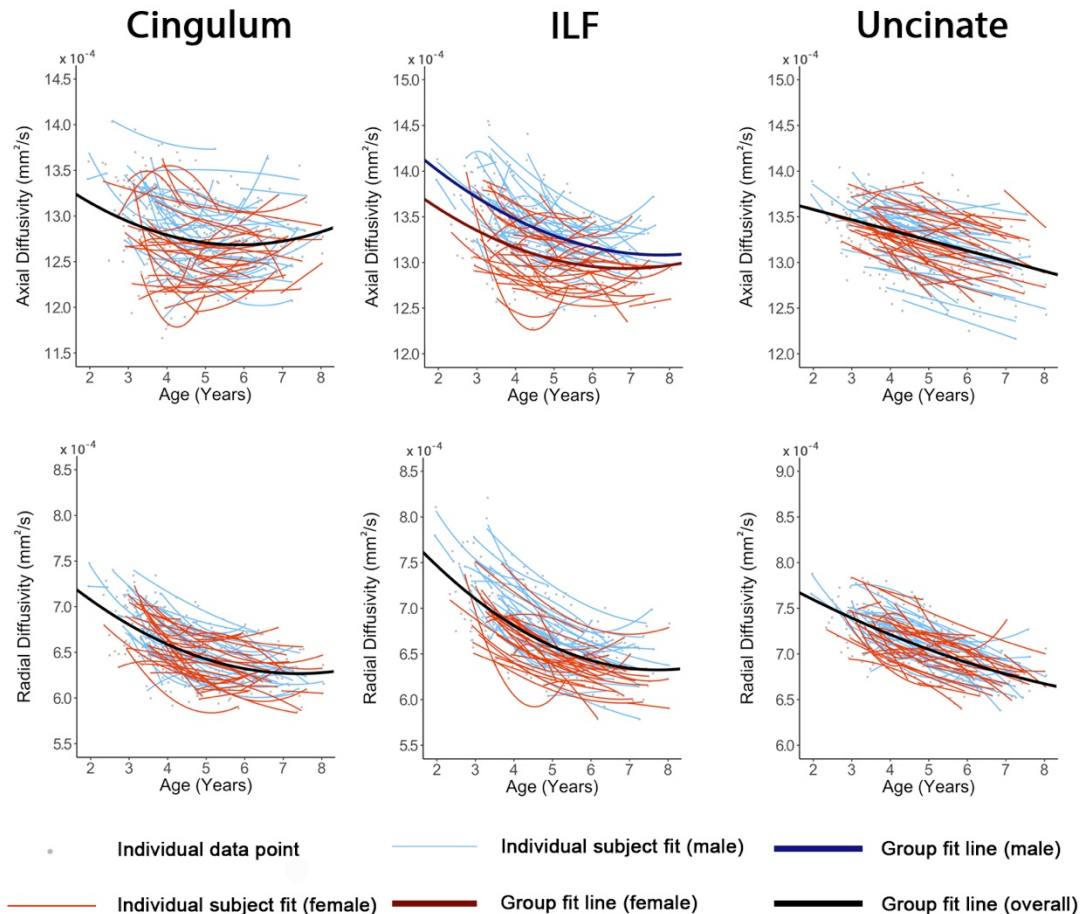 Cingulum
ILF
Uncinate
x 10⁻⁴
14.5
14.0
13.5
13.0
12.5
12.0
11.5
Axial Diffusivity (mm²/s)
2 3 4 5 6 7 8
Age (Years)
x 10⁻⁴
15.0
14.5
14.0
13.5
13.0
12.5
12.0
Axial Diffusivity (mm²/s)
2 3 4 5 6 7 8
Age (Years)
x 10⁻⁴
15.0
14.5
14.0
13.5
13.0
12.5
12.0
Axial Diffusivity (mm²/s)
2 3 4 5 6 7 8
Age (Years)
x 10⁻⁴
8.5
8.0
7.5
7.0
6.5
6.0
5.5
Radial Diffusivity (mm²/s)
2 3 4 5 6 7 8
Age (Years)
x 10⁻⁴
8.5
8.0
7.5
7.0
6.5
6.0
5.5
Radial Diffusivity (mm²/s)
2 3 4 5 6 7 8
Age (Years)
x 10⁻⁴
9.0
8.5
8.0
7.5
7.0
6.5
6.0
Radial Diffusivity (mm²/s)
2 3 4 5 6 7 8
Age (Years)
Individual data point
Individual subject fit (male)
Group fit line (male)
Individual subject fit (female)
Group fit line (female)
Group fit line (overall)